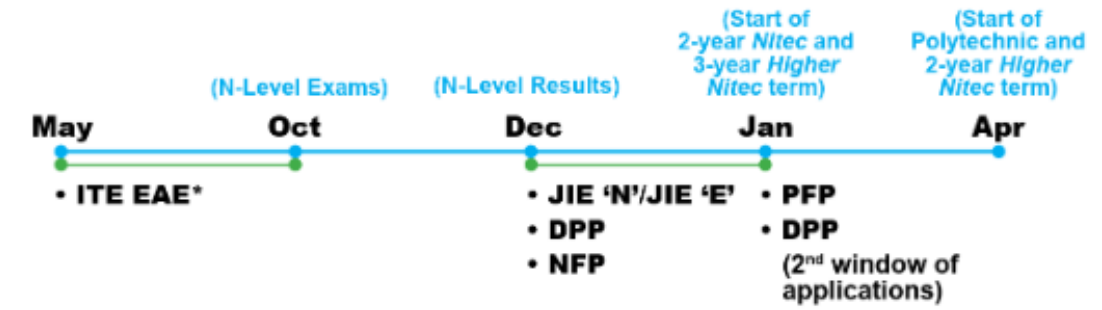 (Start of
2-year Nitec and
3-year Higher
Nitec term)
(Start of
Polytechnic and
2-year Higher
Nitec term)
(N-Level Exams)
(N-Level Results)
May
Oct
Dec
Jan
Apr
• ITE EAE*
• JIE ‘N’/JIE ‘E’
• DPP
• NFP
• PFP
• DPP
(2nd window of
applications)